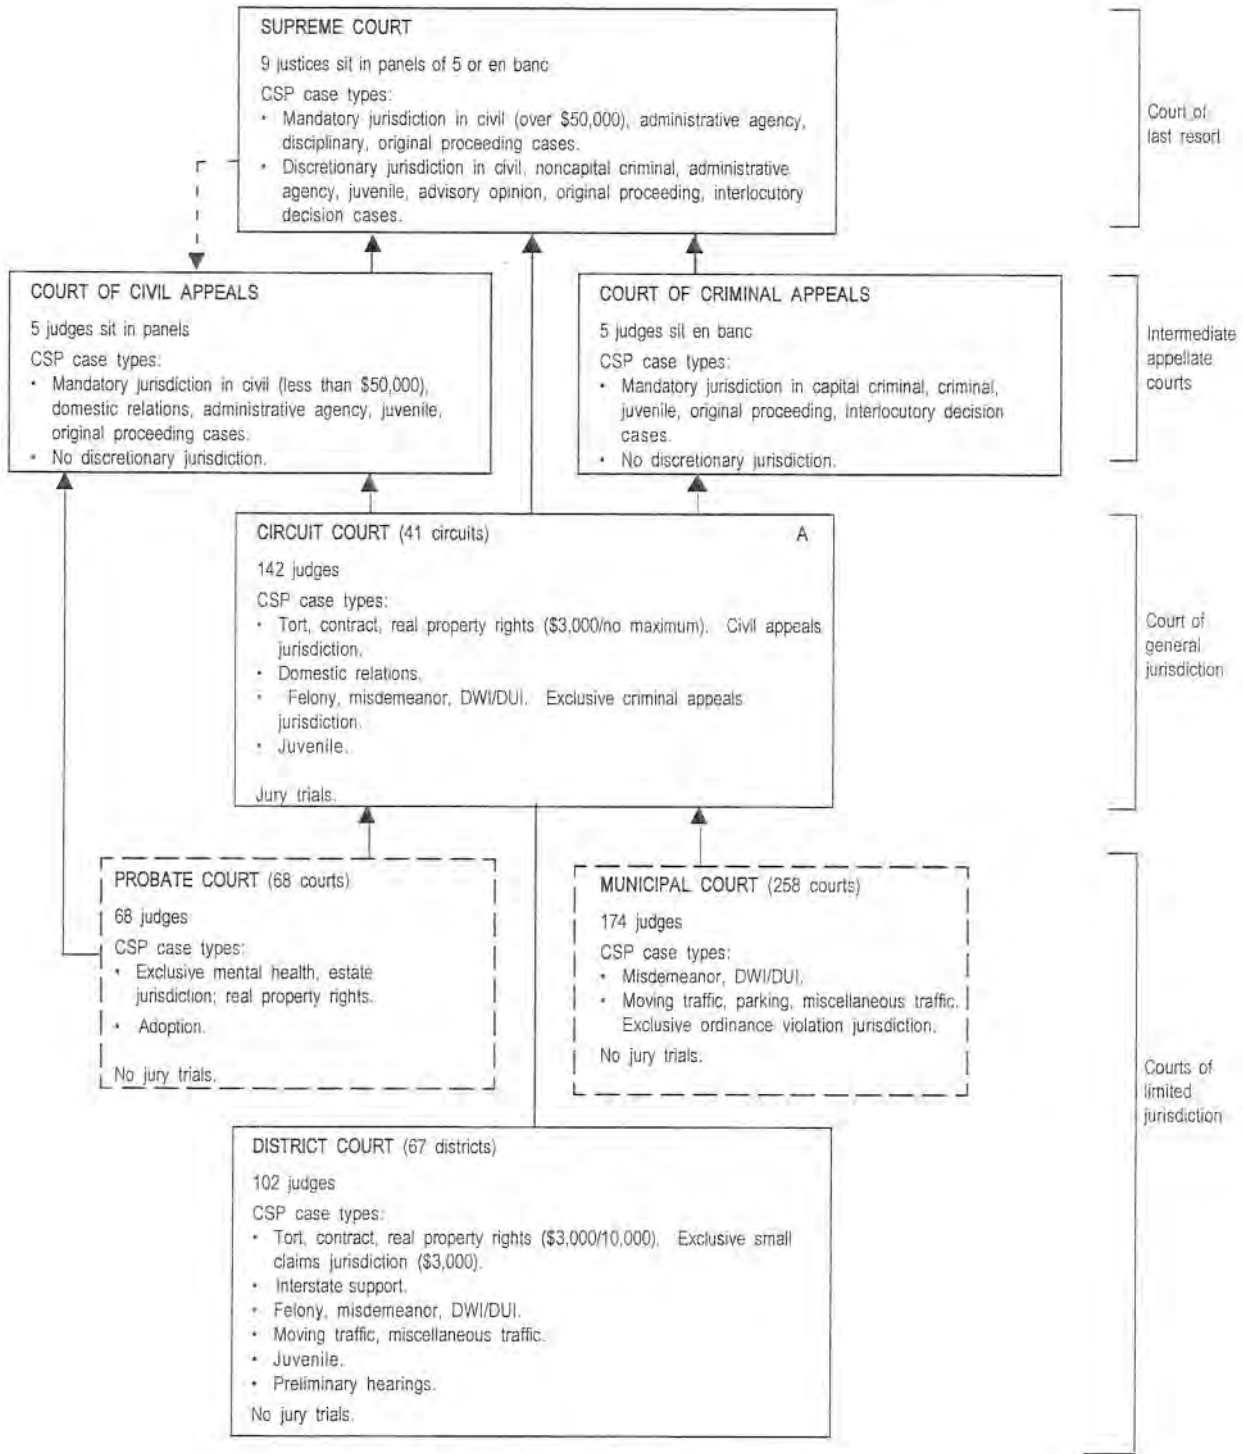 SUPREME COURT
9 justices sit in panels of 5 or en banc
CSP case types:
• Mandatory jurisdiction in civil (over $50,000), administrative agency,
disciplinary, original proceeding cases.
• Discretionary jurisdiction in civil, noncapital criminal, administrative
agency, juvenile, advisory opinion, original proceeding, interlocutory
decision cases.
Court of
last resort
COURT OF CIVIL APPEALS
5 judges sit in panels
CSP case types:
• Mandatory jurisdiction in civil (less than $50,000),
domestic relations, administrative agency, juvenile,
original proceeding cases.
• No discretionary jurisdiction.
COURT OF CRIMINAL APPEALS
5 judges sit en banc
CSP case types:
• Mandatory jurisdiction in capital criminal, criminal,
juvenile, original proceeding, interlocutory decision
cases.
• No discretionary jurisdiction.
Intermediate
appellate
courts
CIRCUIT COURT (41 circuits) A
142 judges
CSP case types:
• Tort, contract, real property rights ($3,000/no maximum). Civil appeals
jurisdiction.
• Domestic relations.
• Felony, misdemeanor, DWI/DUI. Exclusive criminal appeals
jurisdiction.
• Juvenile.
Jury trials.
Court of
general
jurisdiction
PROBATE COURT (68 courts)
68 judges
CSP case types:
• Exclusive mental health, estate
jurisdiction; real property rights.
• Adoption.
No jury trials.
MUNICIPAL COURT (258 courts)
174 judges
CSP case types:
• Misdemeanor, DWI/DUI.
• Moving traffic, parking, miscellaneous traffic.
Exclusive ordinance violation jurisdiction.
No jury trials.
Courts of
limited
jurisdiction
DISTRICT COURT (67 districts)
102 judges
CSP case types:
• Tort, contract, real property rights ($3,000/10,000). Exclusive small
claims jurisdiction ($3,000).
• Interstate support.
• Felony, misdemeanor, DWI/DUI.
• Moving traffic, miscellaneous traffic.
• Juvenile.
• Preliminary hearings.
No jury trials.